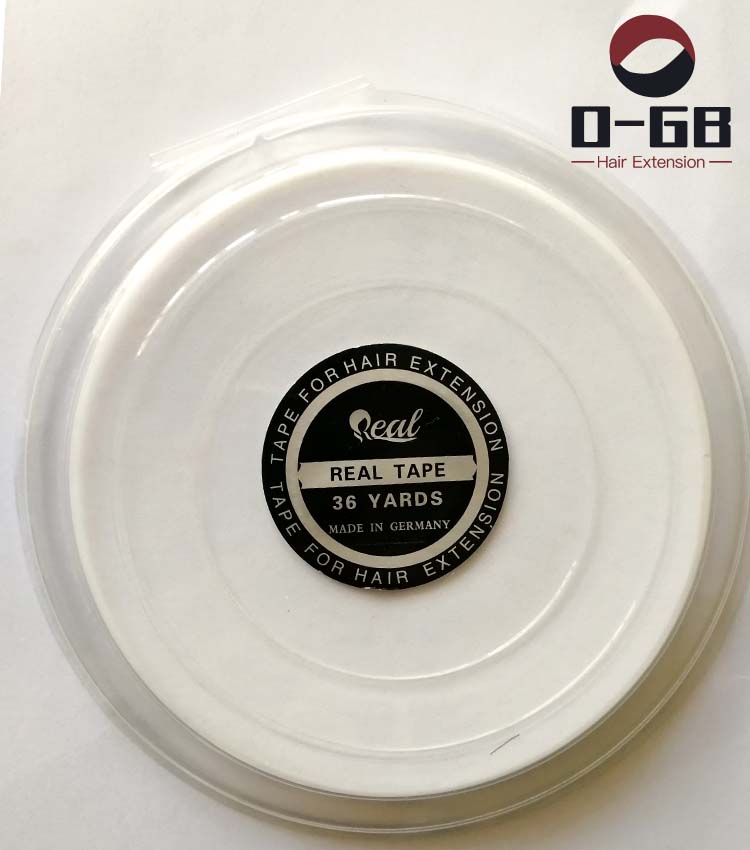 O-GB
Hair Extension
TAPE FOR HAIR EXTENSION
Real
REAL TAPE
36 YARDS
MADE IN GERMANY
TAPE FOR HAIR EXTENSION